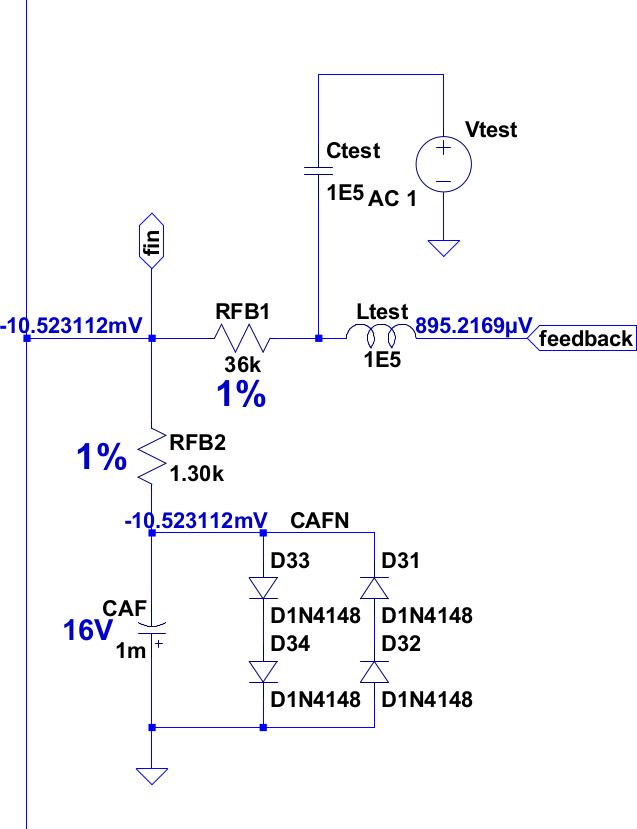 Vtest
Ctest
1E5
AC 1
fin
-10.523112mV
RFB1
36k
1%
Ltest
1E5
895.2169µV
feedback
1%
RFB2
1.30k
-10.523112mV
CAFN
D33
D31
D1N4148
D1N4148
CAF
16V
1m
+
D34
D32
D1N4148
D1N4148